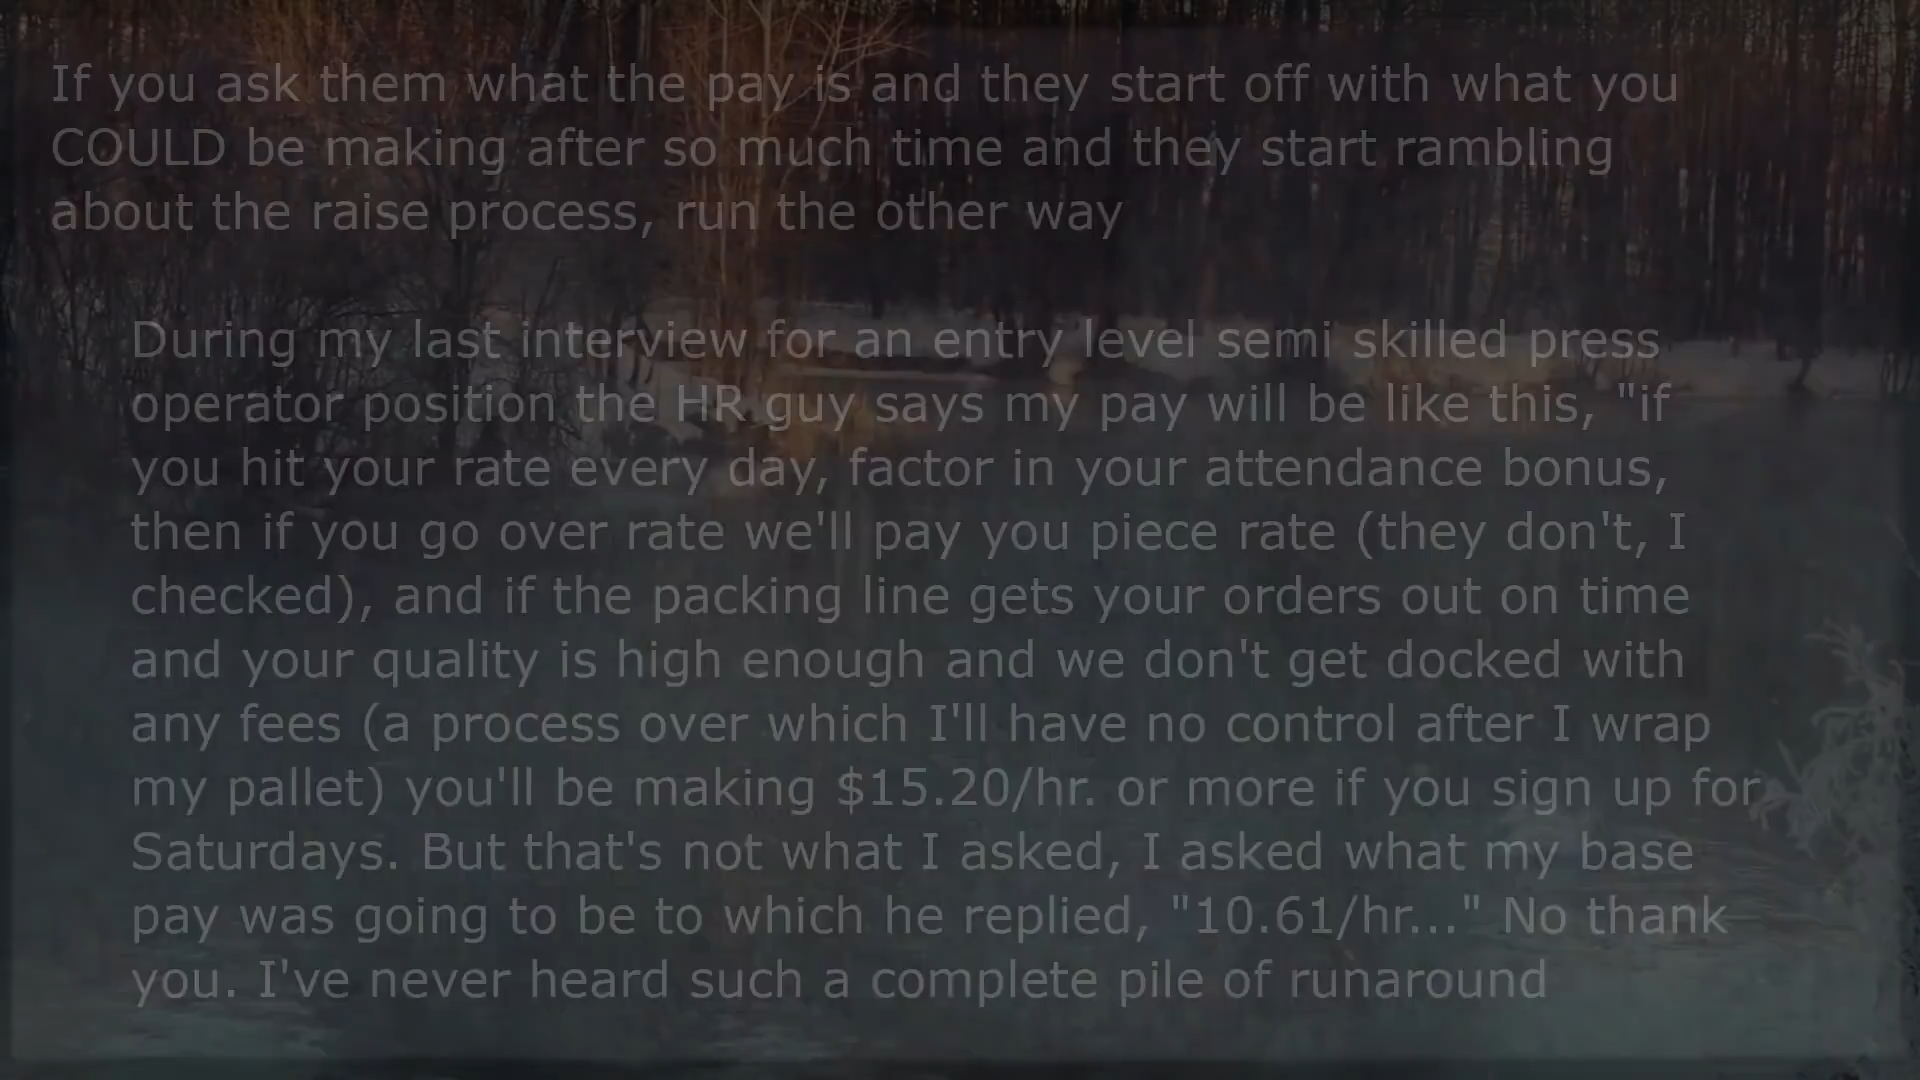 If you ask them what the pay is and they start off with what you
COULD be making after so much time and they start rambling
about the raise process, run the other way
During my last interview for an entry level semi skilled press
operator position the HR guy says my pay will be like this, "if
you hit your rate every day, factor in your attendance bonus,
then if you go over rate we'll pay you piece rate (they don't, I
checked), and if the packing line gets your orders out on time
and your quality is high enough and we don't get docked with
any fees (a process over which I'll have no control after I wrap
my pallet) you'll be making $15.20/hr. or more if you sign up for
Saturdays. But that's not what I asked, I asked what my base
pay was going to be to which he replied, "10.61/hr..." No thank
you. I've never heard such a complete pile of runaround